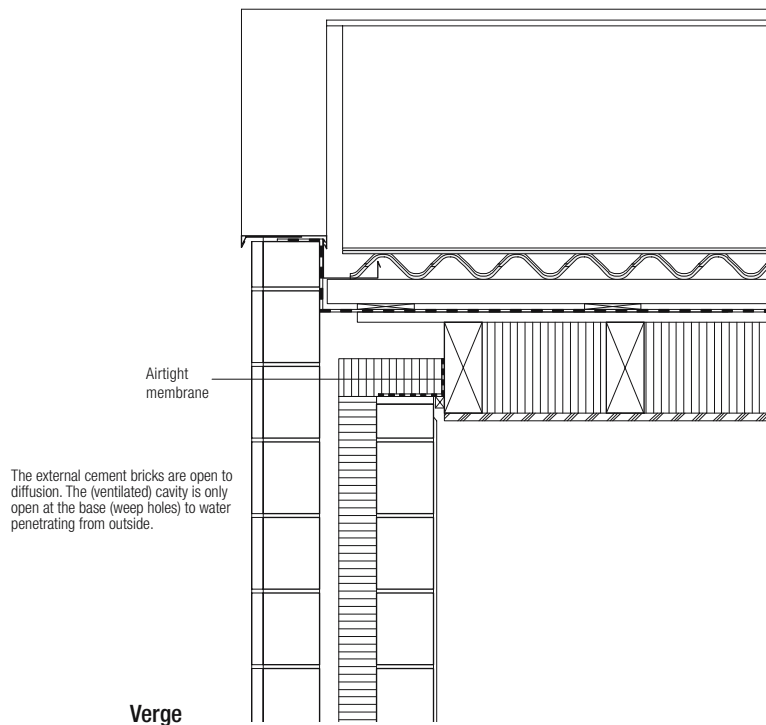 Airtight
membrane
The external cement bricks are open to
diffusion. The (ventilated) cavity is only
open at the base (weep holes) to water
penetrating from outside.
Verge